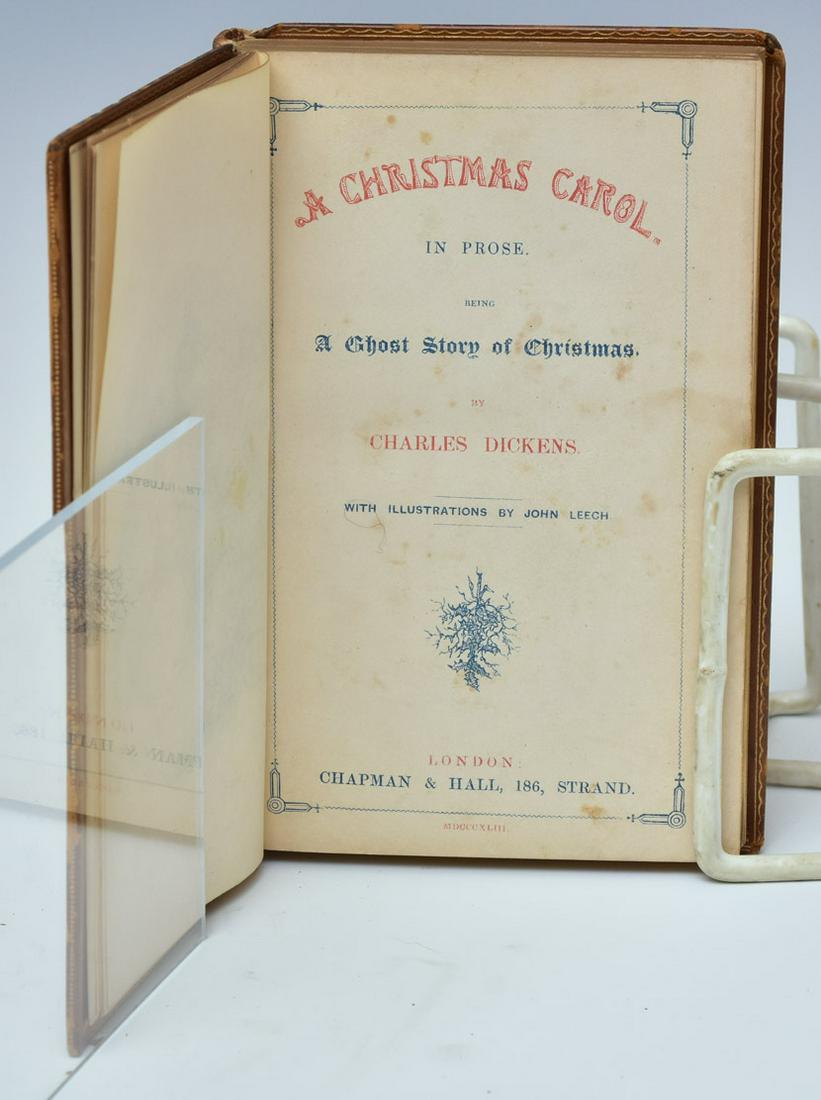 A CHRISTMAS CAROL.
IN PROSE.
BEING
A Ghost Story of Christmas.
BY
CHARLES DICKENS.
WITH ILLUSTRATIONS BY JOHN LEECH
LONDON:
CHAPMAN & HALL, 186, STRAND.
MDCCCXLIII.